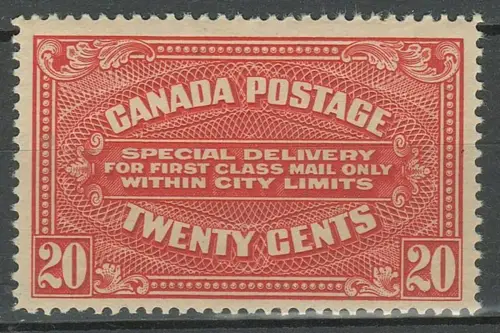 CANADA POSTAGE
SPECIAL DELIVERY
FOR FIRST CLASS MAIL ONLY
WITHIN CITY LIMITS
TWENTY CENTS
20 20